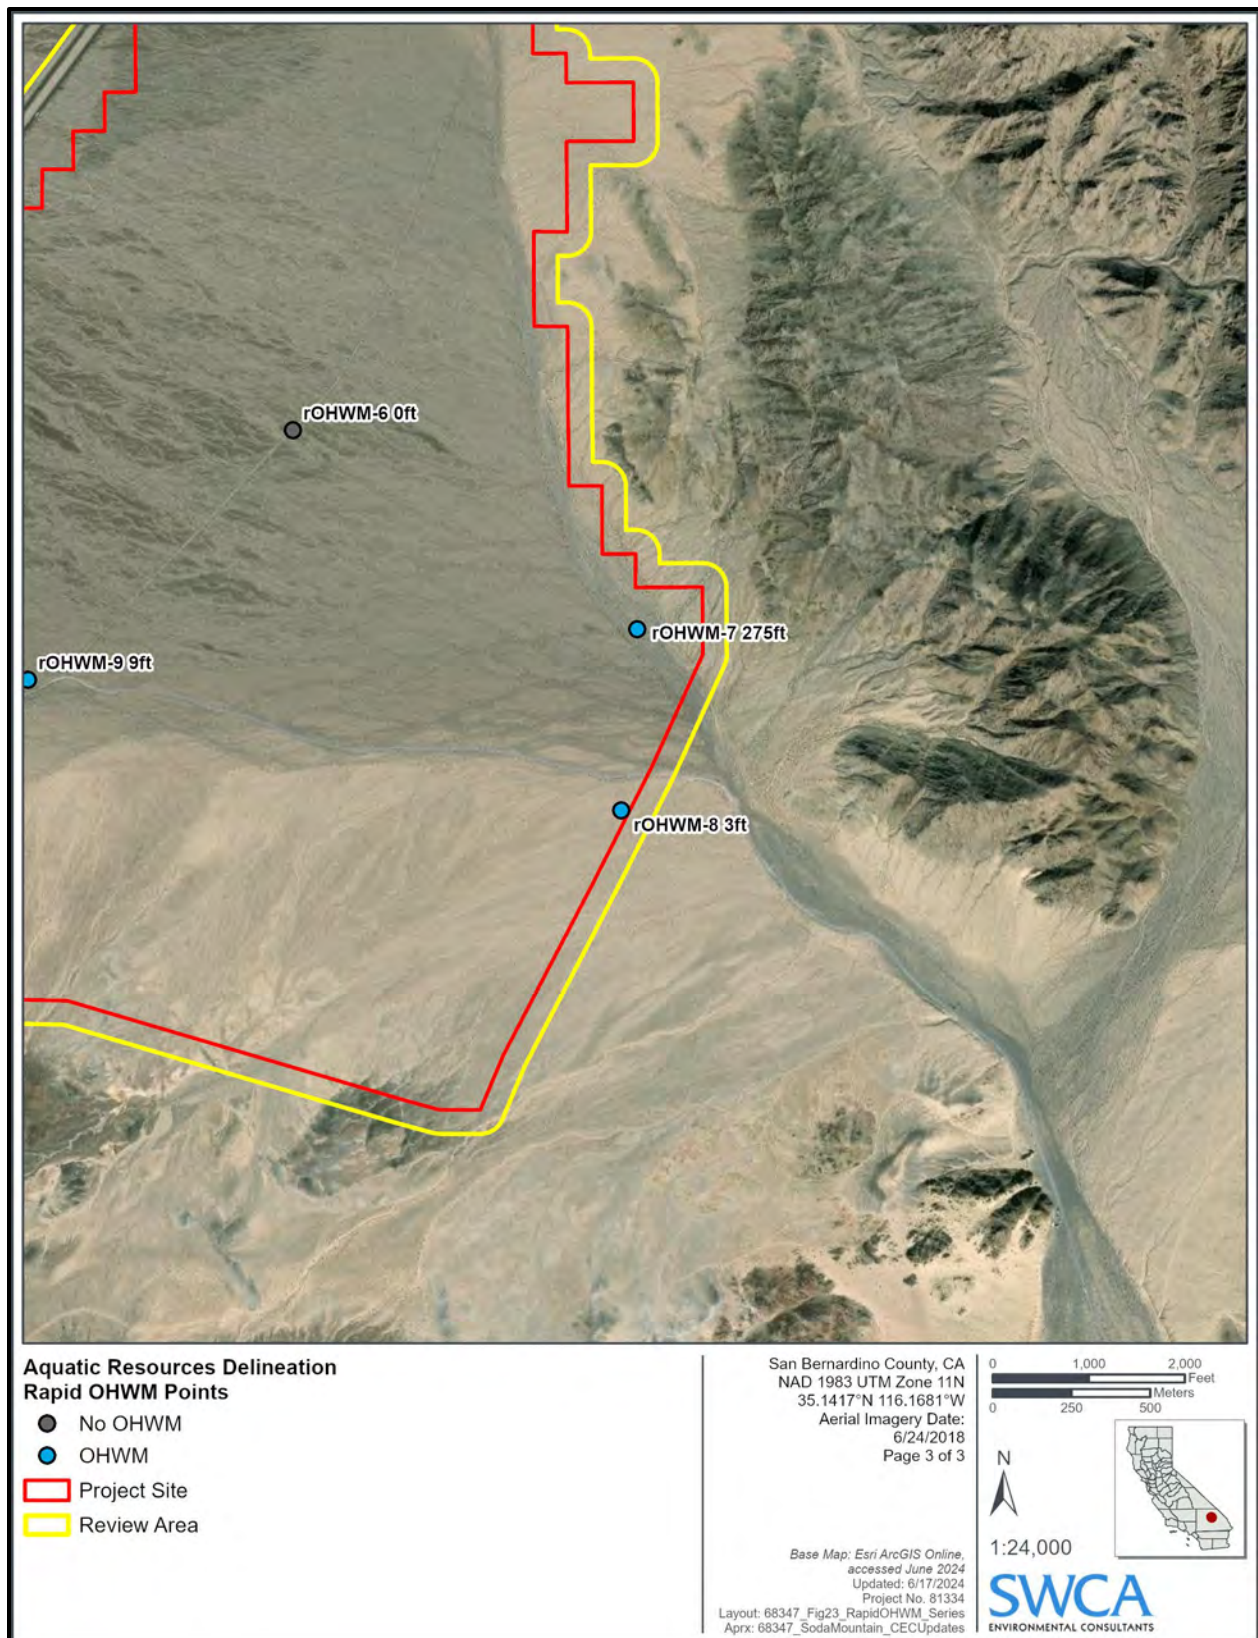 rOHWM-6 0ft
rOHWM-7 275ft
rOHWM-9 9ft
rOHWM-8 3ft
Aquatic Resources Delineation
Rapid OHWM Points
No OHWM
OHWM
Project Site
Review Area
San Bernardino County, CA
NAD 1983 UTM Zone 11N
35.1417°N 116.1681°W
Aerial Imagery Date:
6/24/2018
Page 3 of 3
Base Map: Esri ArcGIS Online,
accessed June 2024
Updated: 6/17/2024
Project No. 81334
Layout: 68347_Fig23_RapidOHWM_Series
Aprx: 68347_SodaMountain_CECUpdates
0 1,000 2,000
Feet
Meters
0 250 500
N
1:24,000
SWCA
ENVIRONMENTAL CONSULTANTS